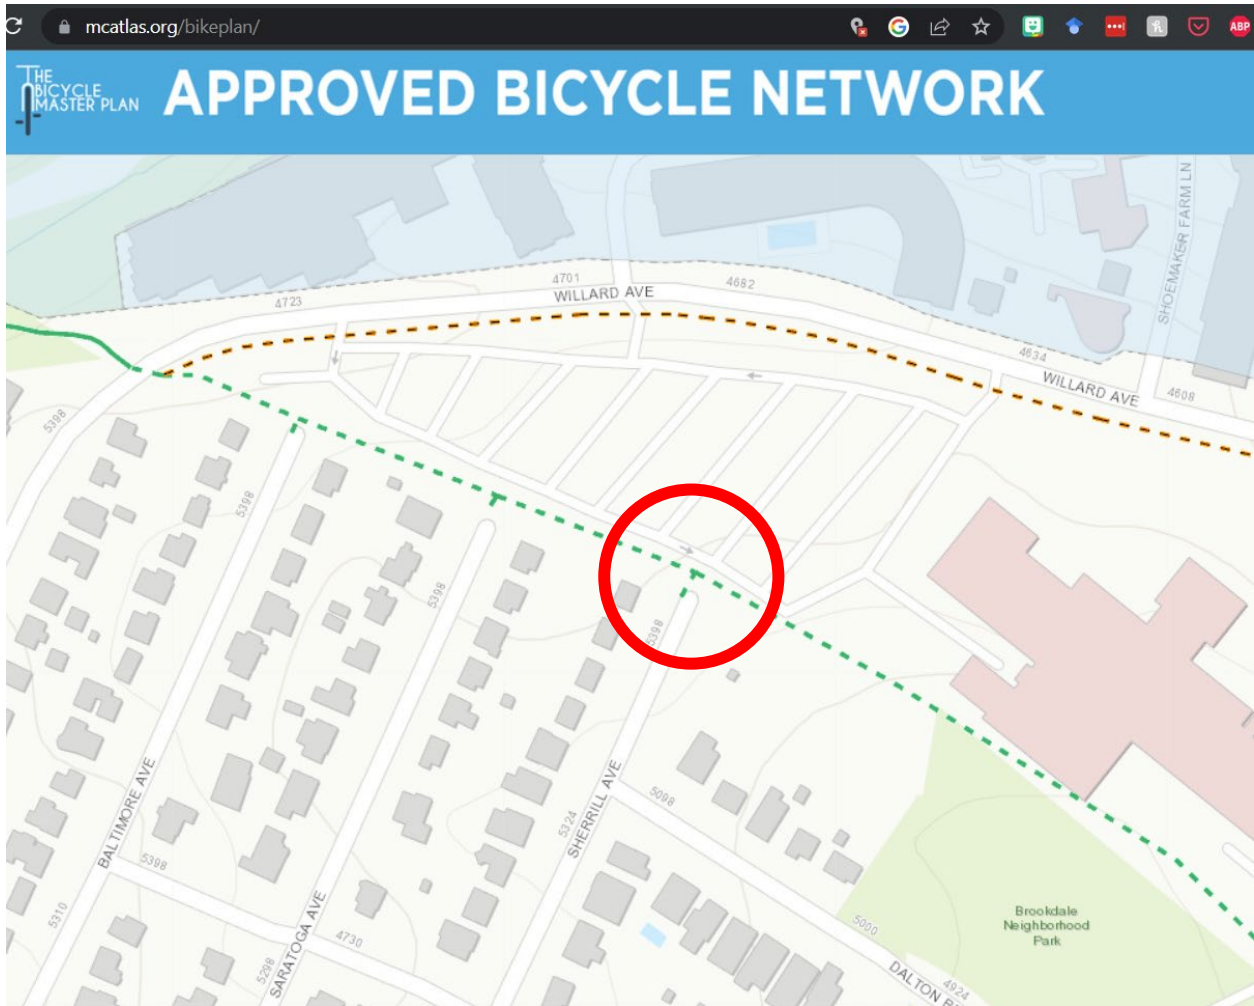 mcatlas.org/bikeplan/
ABP
THE
BICYCLE
MASTER PLAN
APPROVED BICYCLE NETWORK
SHOEMAKER FARM LN
4701
4682
4723
WILLARD AVE
4634
WILLARD AVE
4608
5398
5398
5398
5398
BALTIMORE AVE
5098
SHERRILL AVE
5324
5398
5310
SARATOGA AVE
4730
5298
5000
Brookdale
Neighborhood
Park
DALTON R
4924